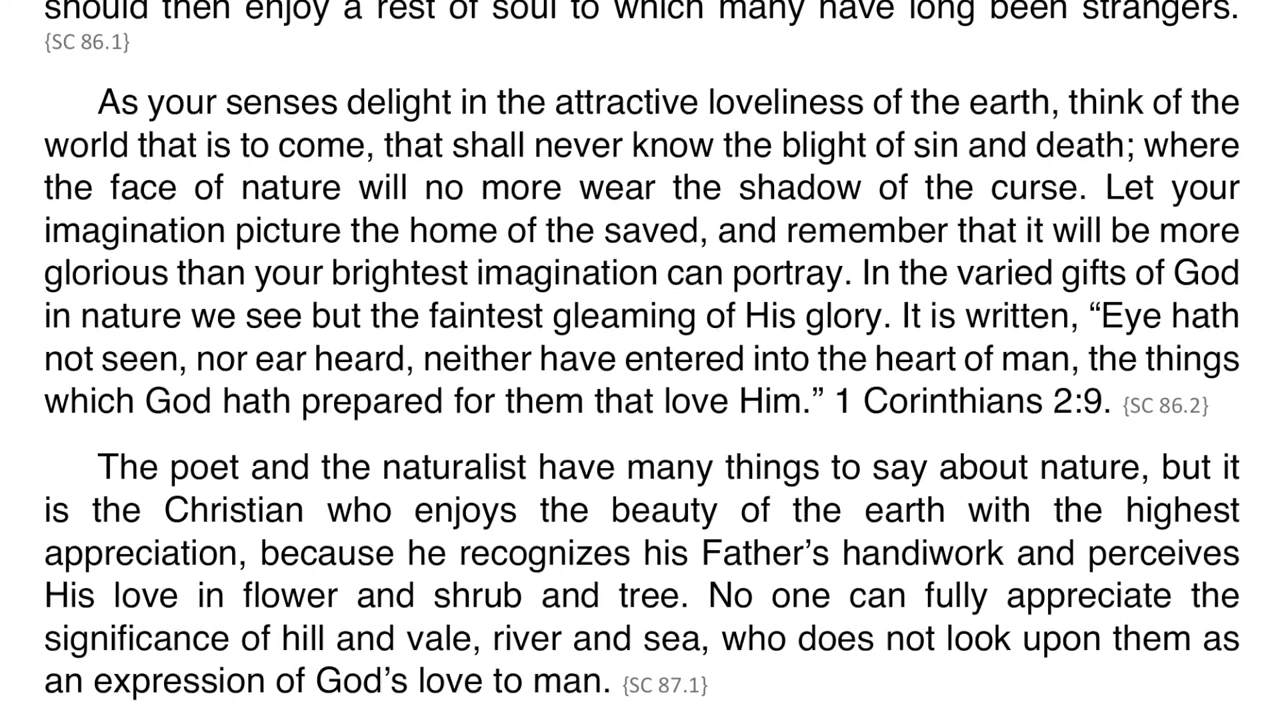 should then enjoy a rest of soul to which many have long been strangers.
{SC 86.1}
As your senses delight in the attractive loveliness of the earth, think of the
world that is to come, that shall never know the blight of sin and death; where
the face of nature will no more wear the shadow of the curse. Let your
imagination picture the home of the saved, and remember that it will be more
glorious than your brightest imagination can portray. In the varied gifts of God
in nature we see but the faintest gleaming of His glory. It is written, “Eye hath
not seen, nor ear heard, neither have entered into the heart of man, the things
which God hath prepared for them that love Him.” 1 Corinthians 2:9. {SC 86.2}
The poet and the naturalist have many things to say about nature, but it
is the Christian who enjoys the beauty of the earth with the highest
appreciation, because he recognizes his Father’s handiwork and perceives
His love in flower and shrub and tree. No one can fully appreciate the
significance of hill and vale, river and sea, who does not look upon them as
an expression of God’s love to man. {SC 87.1}